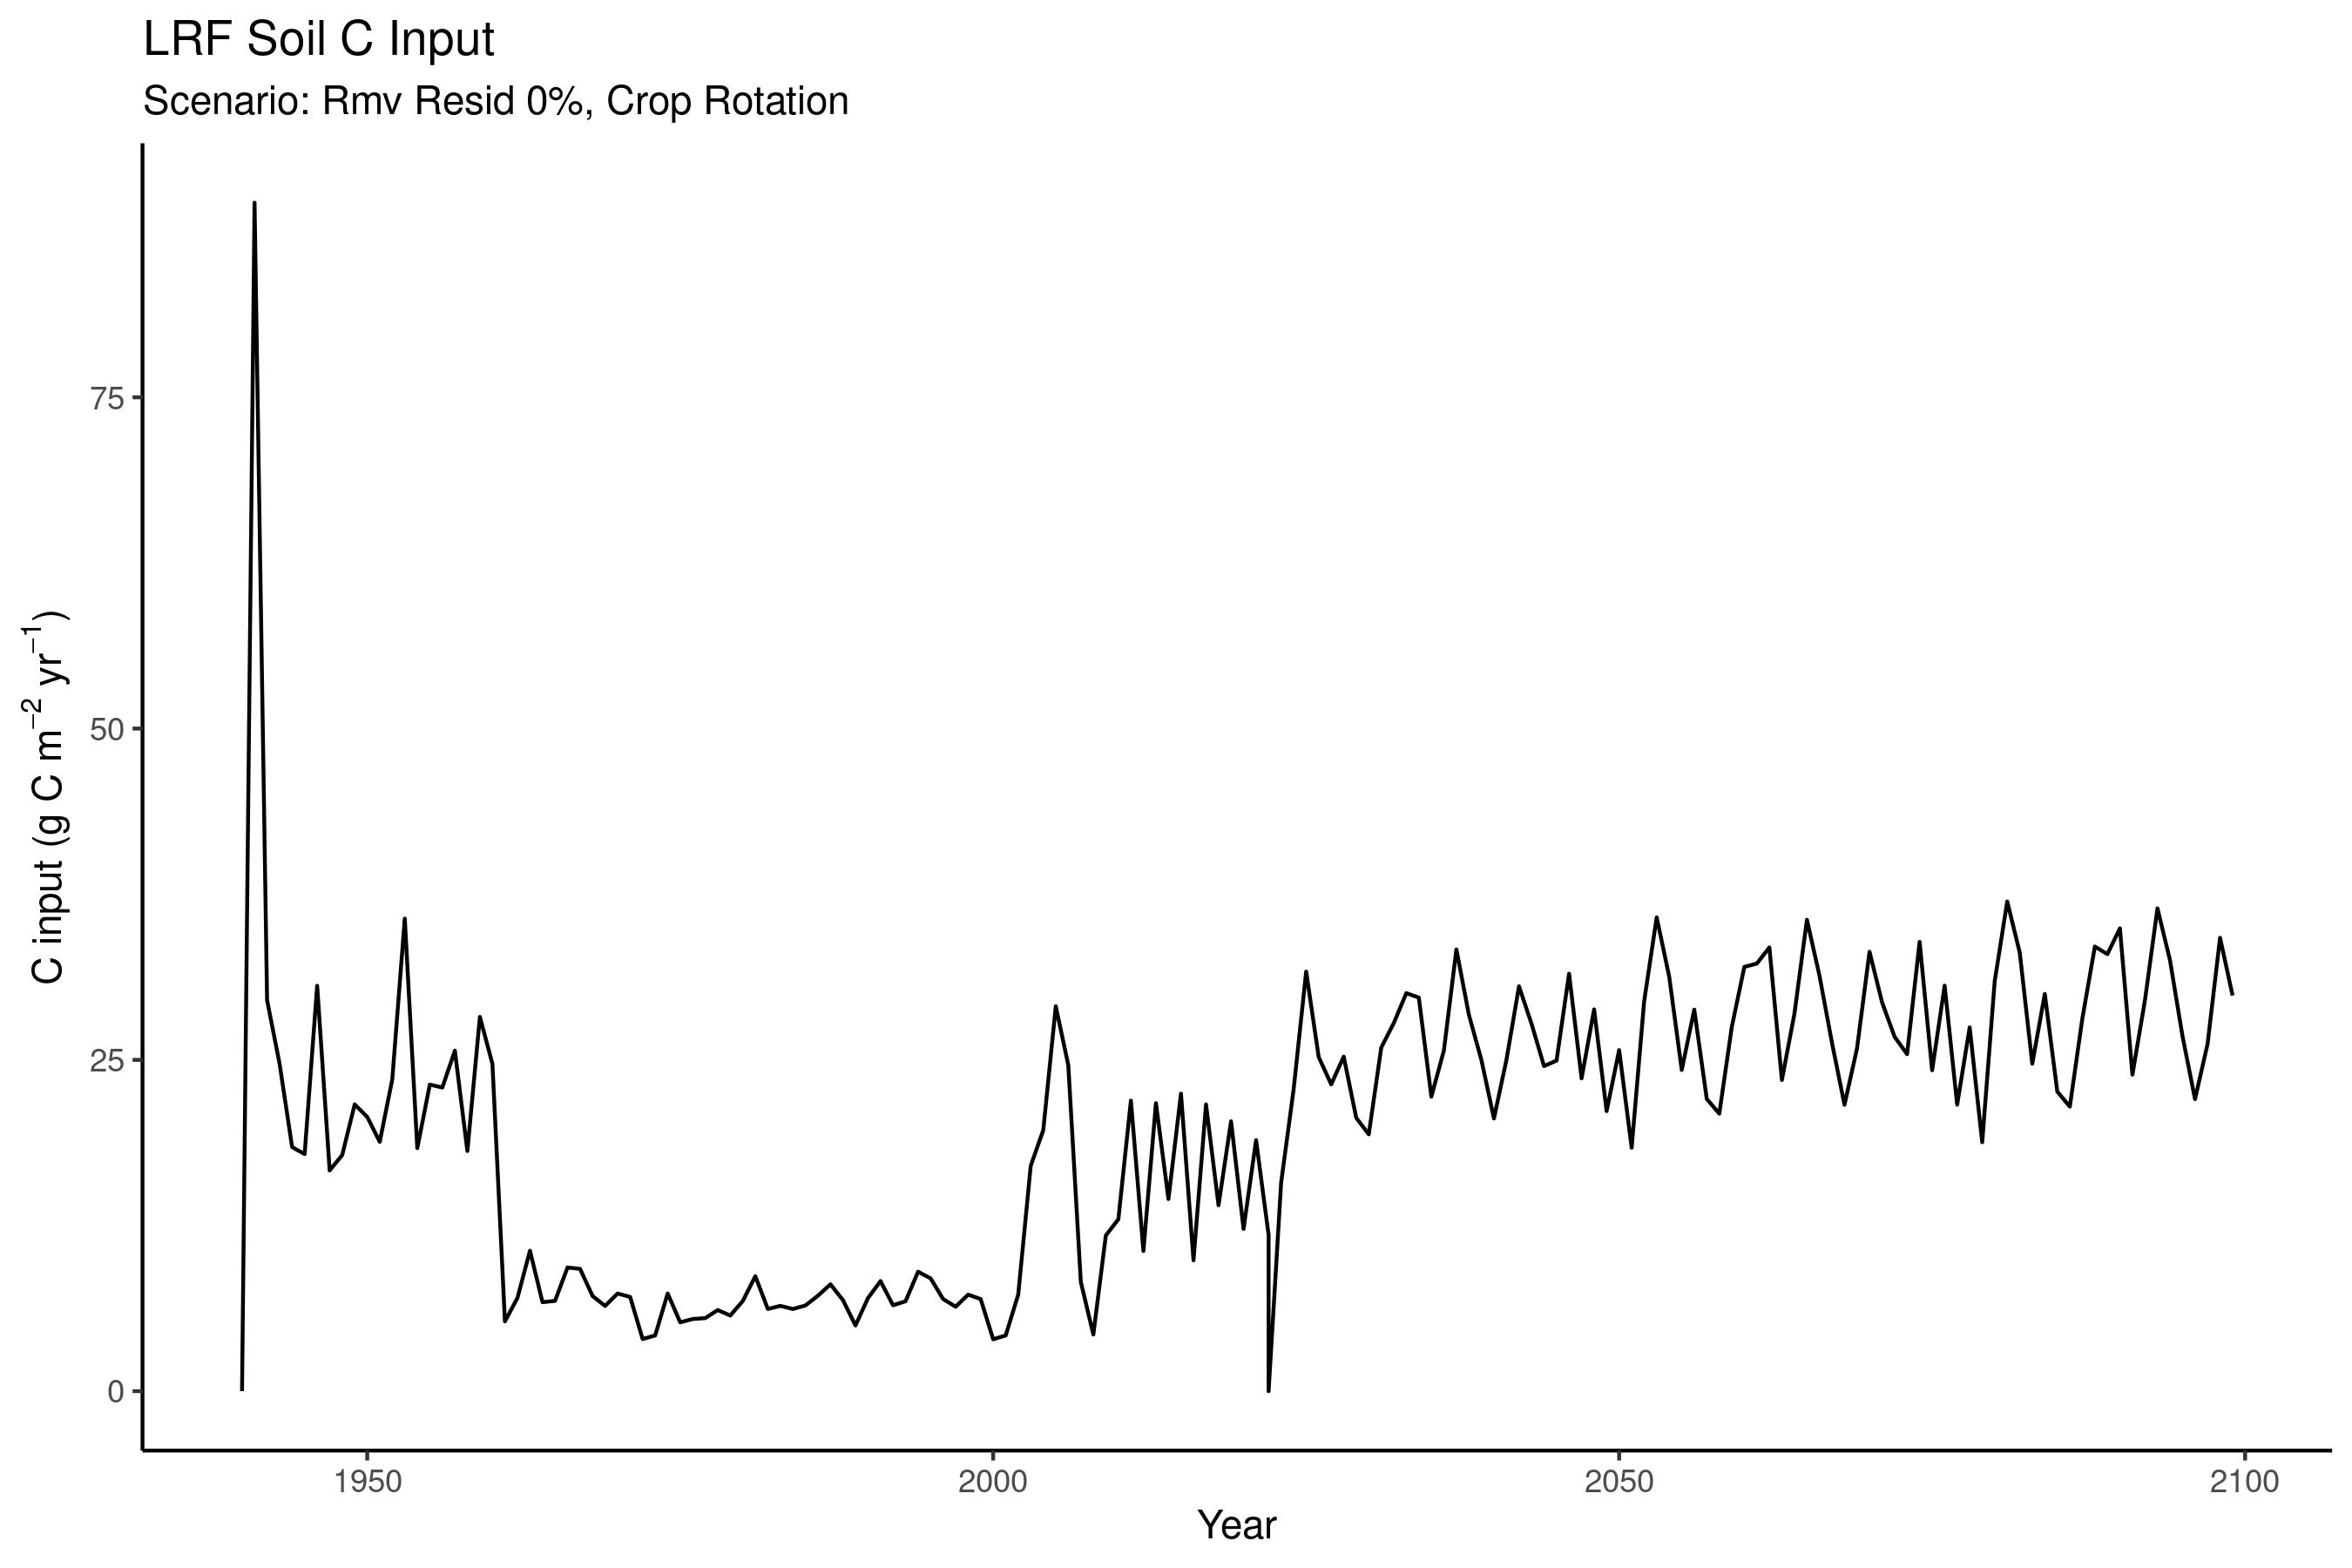 LRF Soil C Input
Scenario: Rmv Resid 0%, Crop Rotation
C input (g C m−2 yr−1)
75
50
25
0
1950 2000 2050 2100
Year